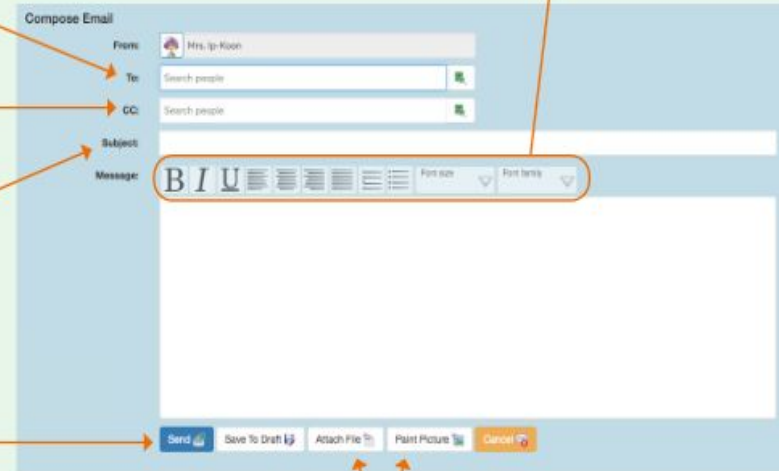 Compose Email
From: Mrs. Ip-Koon
To: Search people
CC: Search people
Subject:
Message: B I U Font size Font family
Send Save To Draft Attach File Paint Picture Cancel